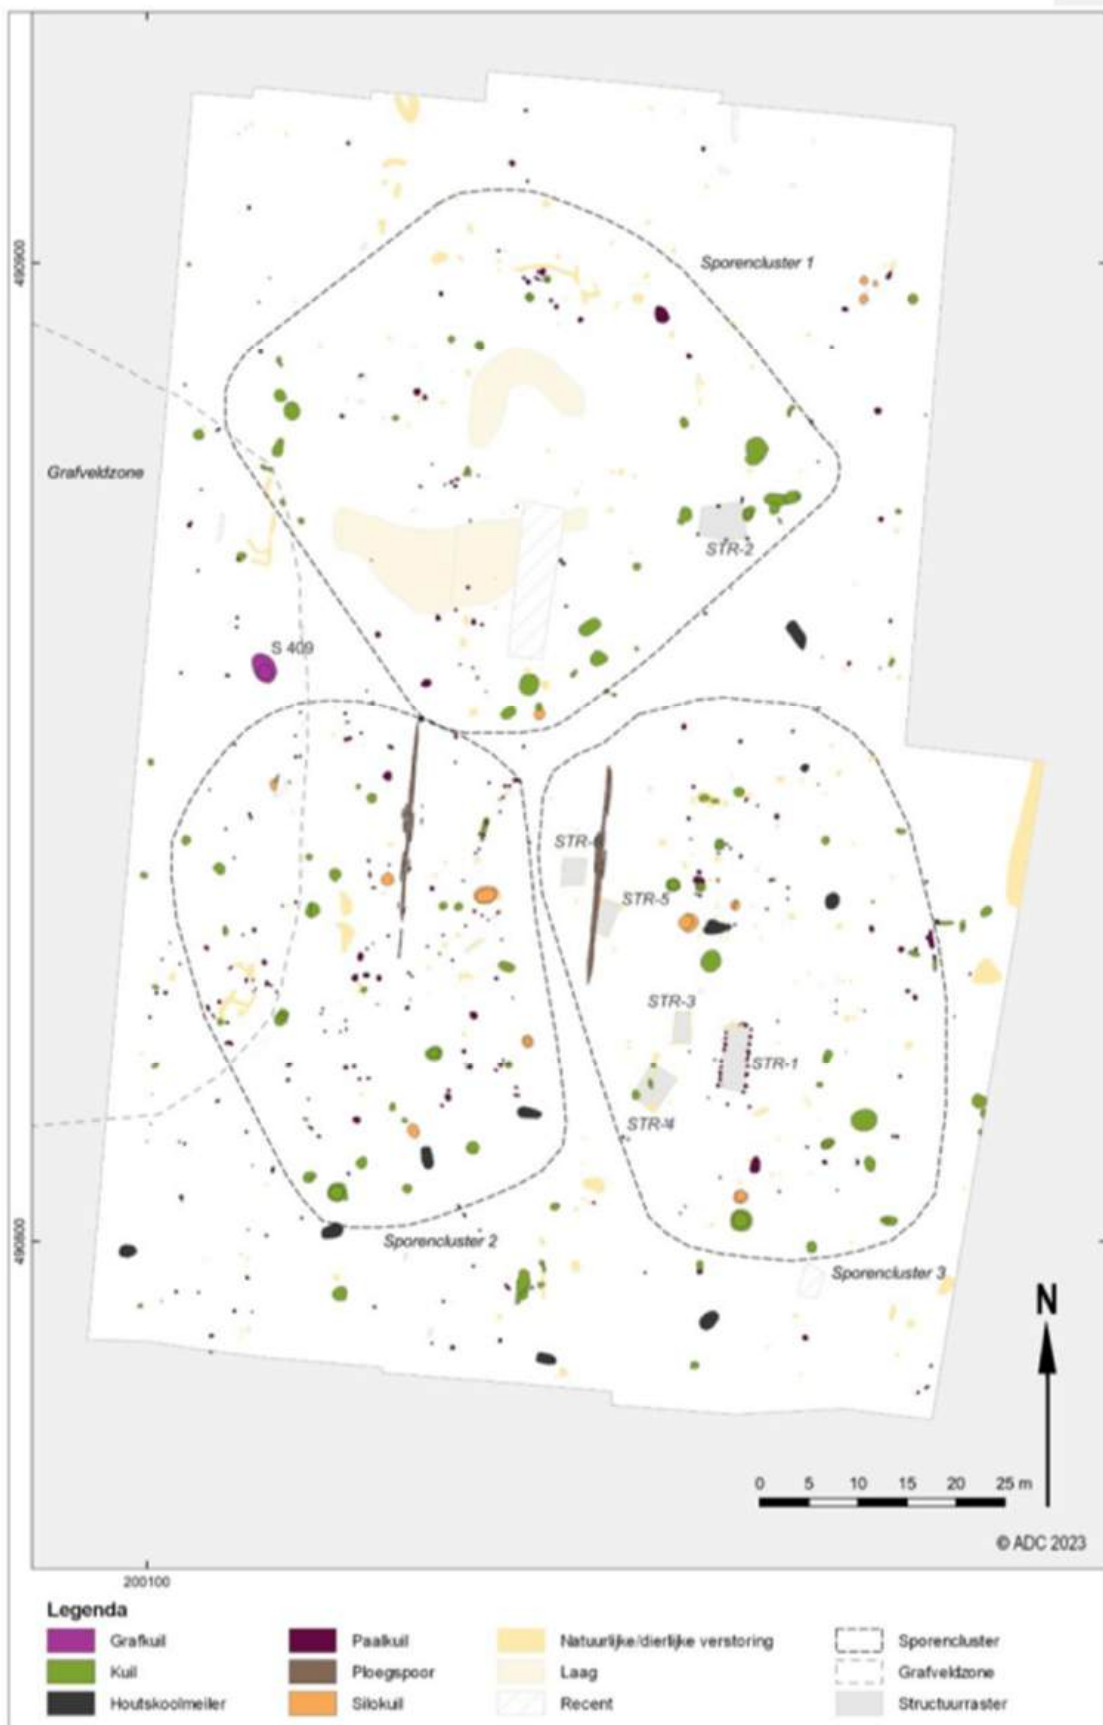 490900
Sporencluster 1
Grafveldzone
STR-2
S 409
STR-6
STR-5
STR-3
STR-1
STR-4
490800
Sporencluster 2
Sporencluster 3
N
0 5 10 15 20 25 m
© ADC 2023
200100
Legenda
Grafkuil
Paalkuil
Natuurlijke/dierlijke verstoring
Sporencluster
Kuil
Ploegspoor
Laag
Grafveldzone
Houtskoolmeiler
Silokuil
Recent
Structuurraster